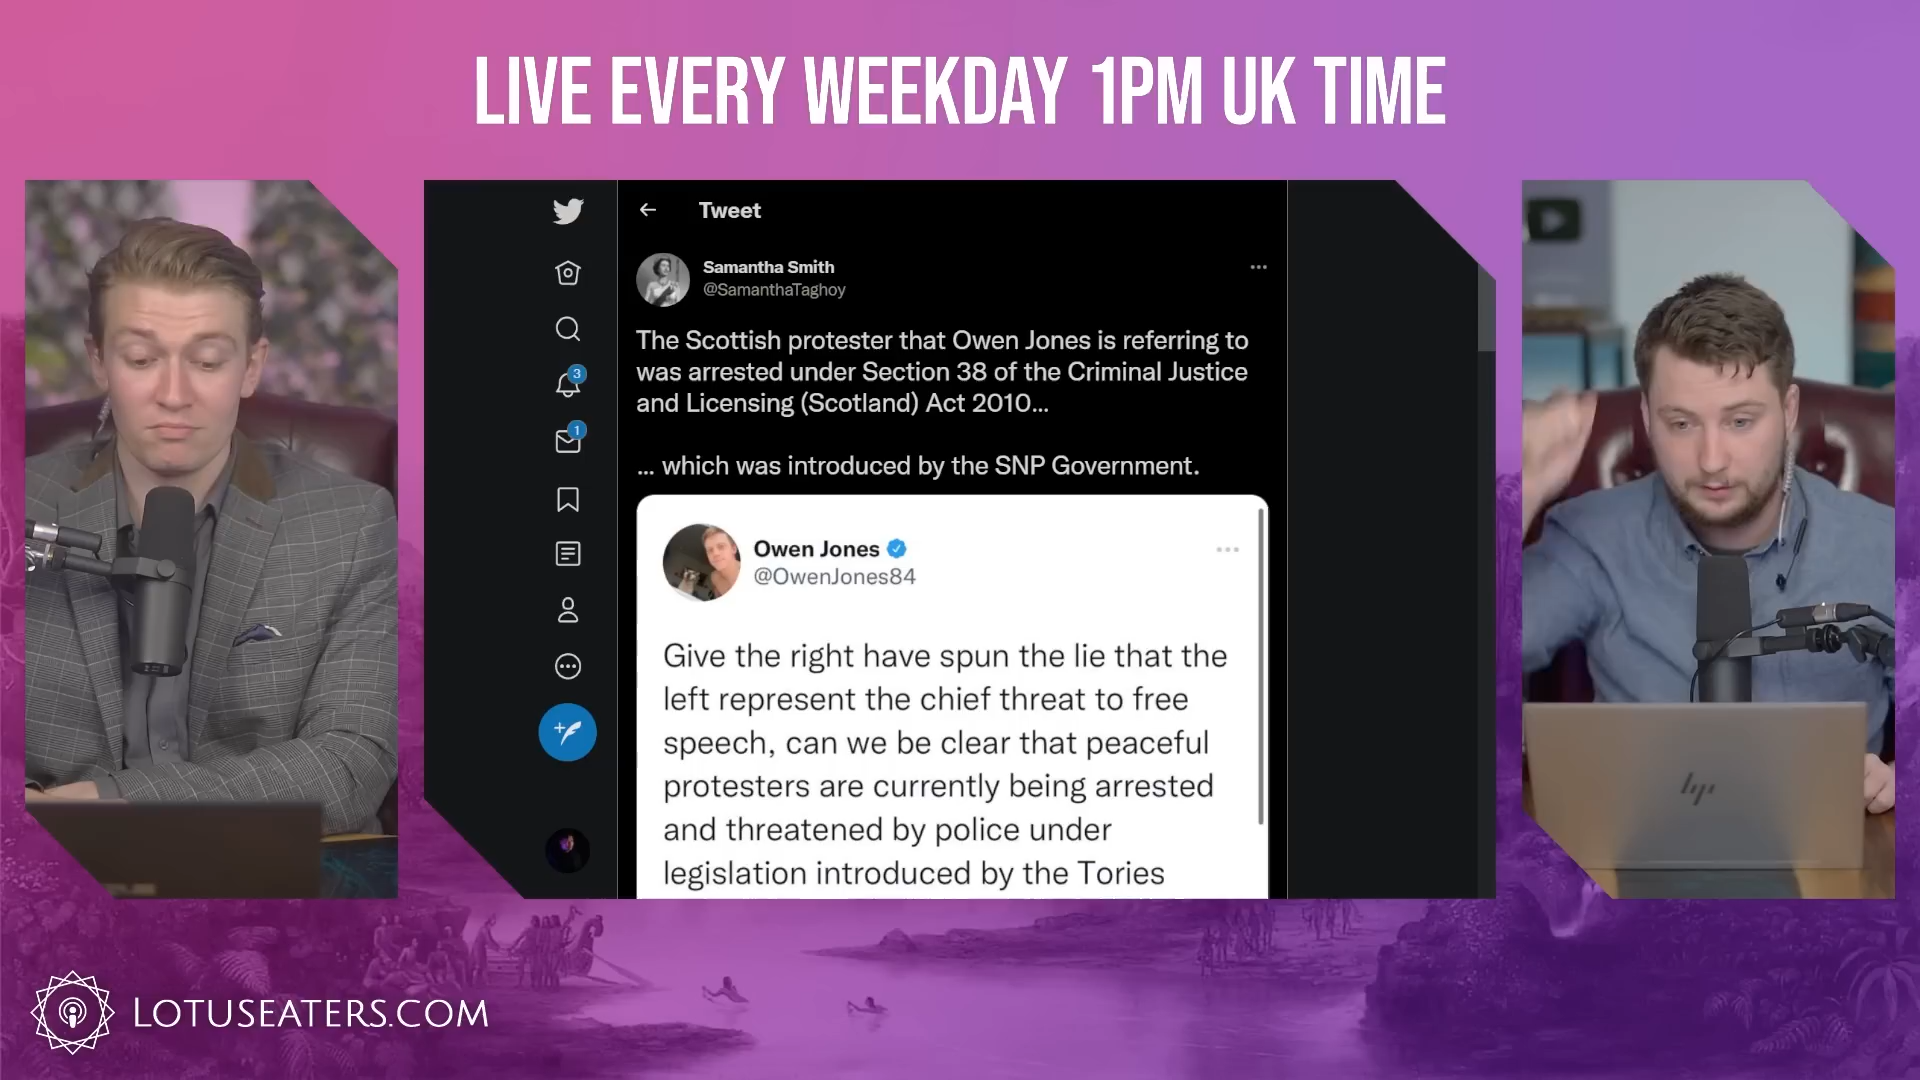 LIVE EVERY WEEKDAY 1PM UK TIME
Tweet
Samantha Smith
@SamanthaTaghoy
The Scottish protester that Owen Jones is referring to
was arrested under Section 38 of the Criminal Justice
and Licensing (Scotland) Act 2010...
... which was introduced by the SNP Government.
3
1
Owen Jones
@OwenJones84
Give the right have spun the lie that the
left represent the chief threat to free
speech, can we be clear that peaceful
protesters are currently being arrested
and threatened by police under
legislation introduced by the Tories
hp
LOTUSEATERS.COM